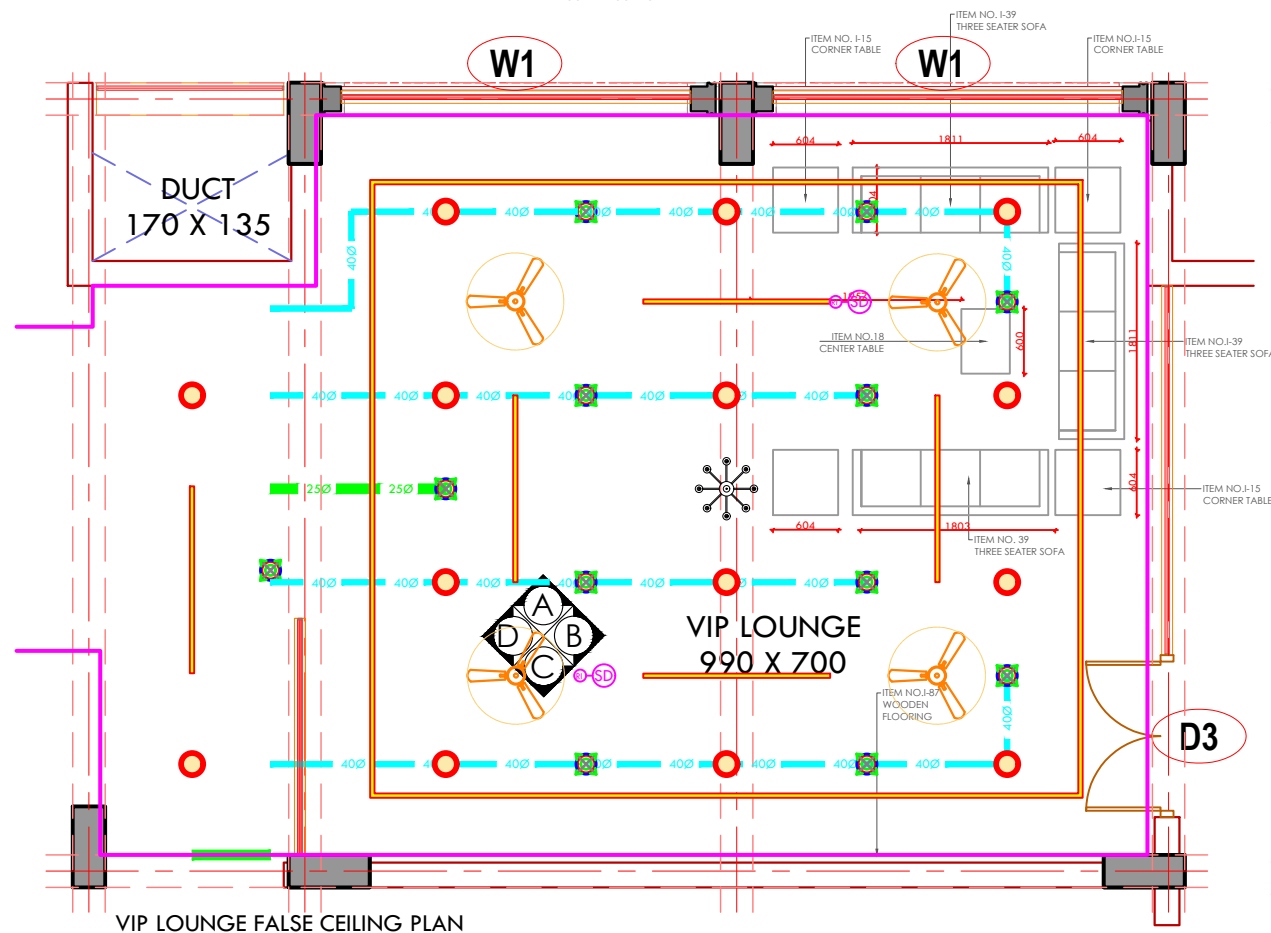 ITEM NO. I-39
THREE SEATER SOFA
ITEM NO. I-15
CORNER TABLE
ITEM NO. I-15
CORNER TABLE
W1
W1
604
1811
604
DUCT
170 X 135
40Ø
40Ø
40Ø
40Ø
40Ø
40Ø
40Ø
40Ø
SD
ITEM NO.18
CENTER TABLE
600
1811
ITEM NO.I-39
THREE SEATER SOFA
40Ø
40Ø
40Ø
40Ø
40Ø
40Ø
40Ø
25Ø
25Ø
604
ITEM NO.I-15
CORNER TABLE
604
1803
ITEM NO. 39
THREE SEATER SOFA
40Ø
40Ø
40Ø
40Ø
40Ø
40Ø
A
D
B
C
VIP LOUNGE
990 X 700
SD
ITEM NO.I-87
WOODEN
FLOORING
40Ø
D3
40Ø
40Ø
40Ø
40Ø
40Ø
40Ø
VIP LOUNGE FALSE CEILING PLAN